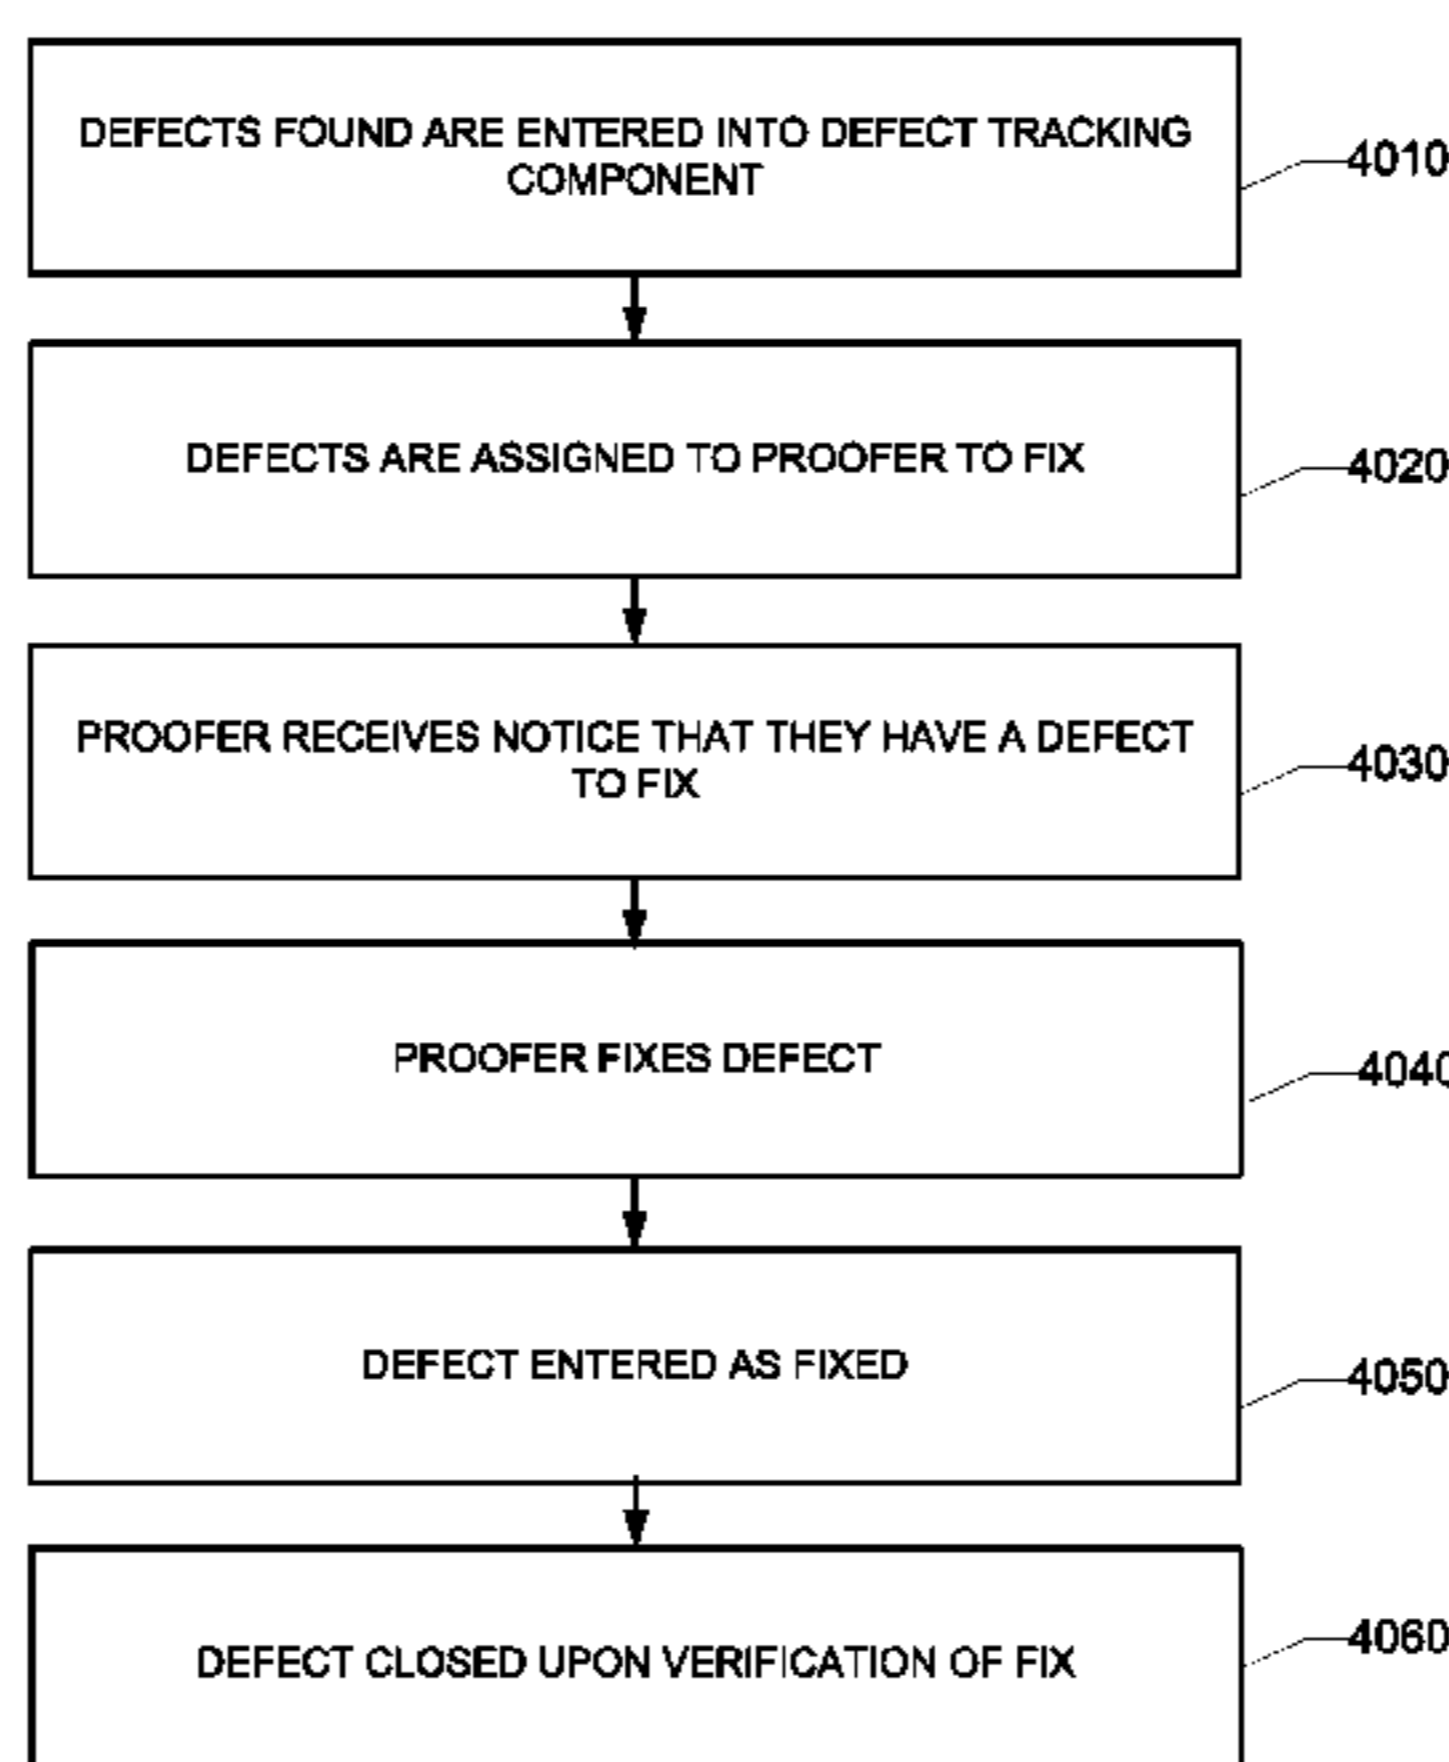 DEFECTS FOUND ARE ENTERED INTO DEFECT TRACKING
COMPONENT
4010
DEFECTS ARE ASSIGNED TO PROOFER TO FIX
4020
PROOFER RECEIVES NOTICE THAT THEY HAVE A DEFECT
TO FIX
4030
PROOFER FIXES DEFECT
4040
DEFECT ENTERED AS FIXED
4050
DEFECT CLOSED UPON VERIFICATION OF FIX
4060